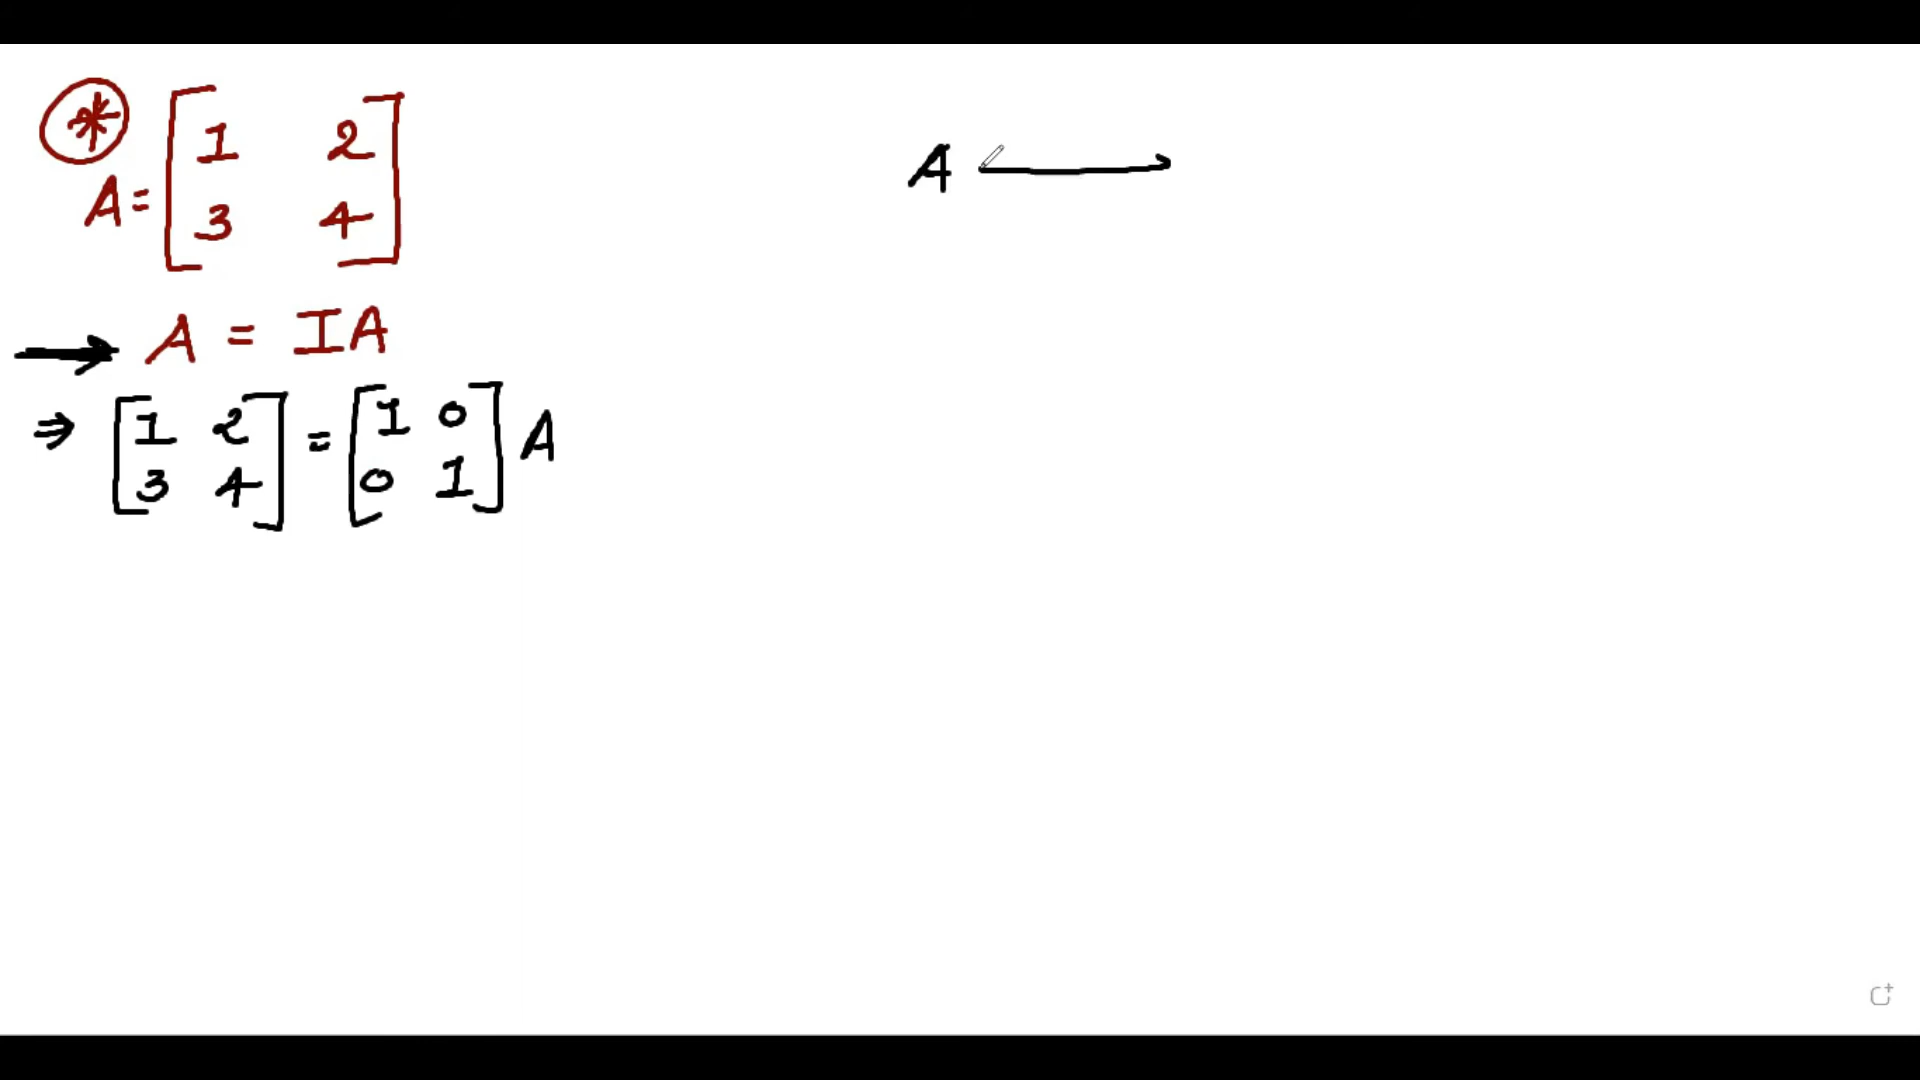 * A = [1 2
3 4]
A →
→ A = IA
⇒ [1 2
3 4] = [1 0
0 1] A